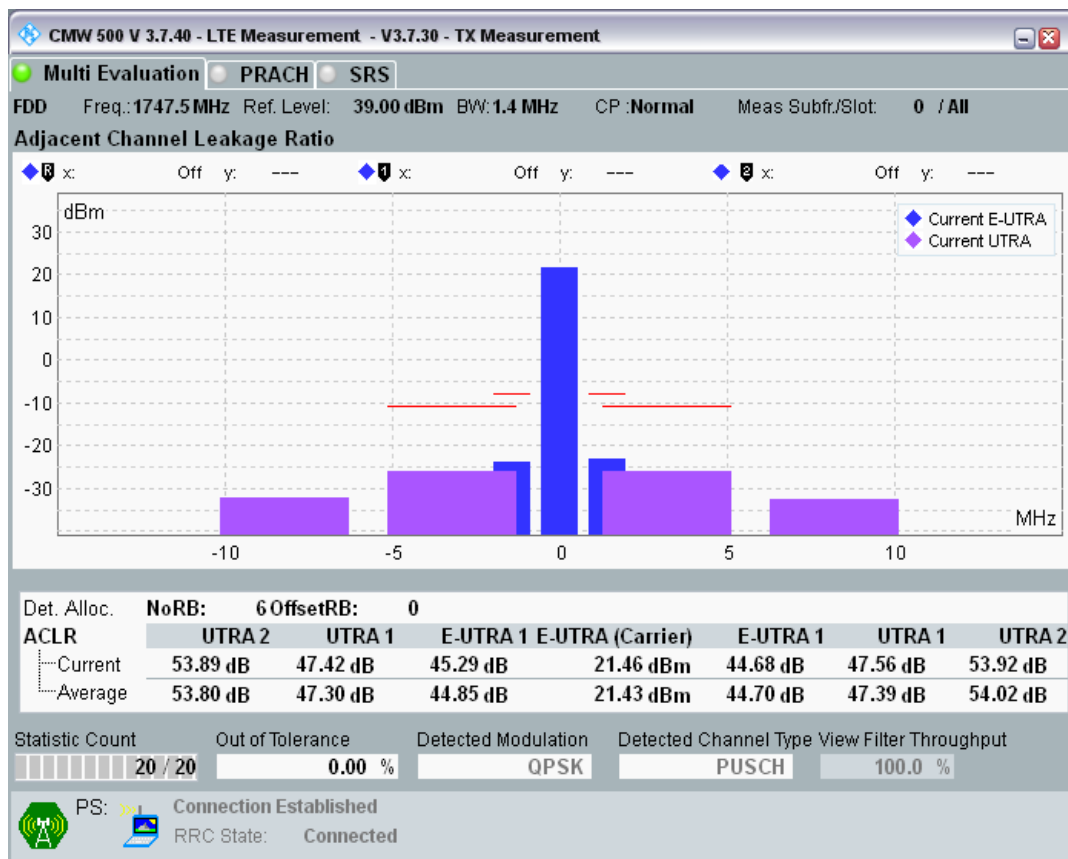 CMW 500 V 3.7.40 - LTE Measurement - V3.7.30 - TX Measurement
Multi Evaluation PRACH SRS
FDD Freq.:1747.5 MHz Ref. Level: 39.00 dBm BW:1.4 MHz CP :Normal Meas Subfr./Slot: 0 / All
Adjacent Channel Leakage Ratio
R x: Off y: --- 1 x: Off y: --- 2 x: Off y: ---
dBm
Current E-UTRA
Current UTRA
30
20
10
0
-10
-20
-30
MHz
-10 -5 0 5 10
Det. Alloc. NoRB: 6 OffsetRB: 0
ACLR UTRA 2 UTRA 1 E-UTRA 1 E-UTRA (Carrier) E-UTRA 1 UTRA 1 UTRA 2
Current 53.89 dB 47.42 dB 45.29 dB 21.46 dBm 44.68 dB 47.56 dB 53.92 dB
Average 53.80 dB 47.30 dB 44.85 dB 21.43 dBm 44.70 dB 47.39 dB 54.02 dB
Statistic Count Out of Tolerance Detected Modulation Detected Channel Type View Filter Throughput
20 / 20 0.00 % QPSK PUSCH 100.0 %
PS: Connection Established
RRC State: Connected